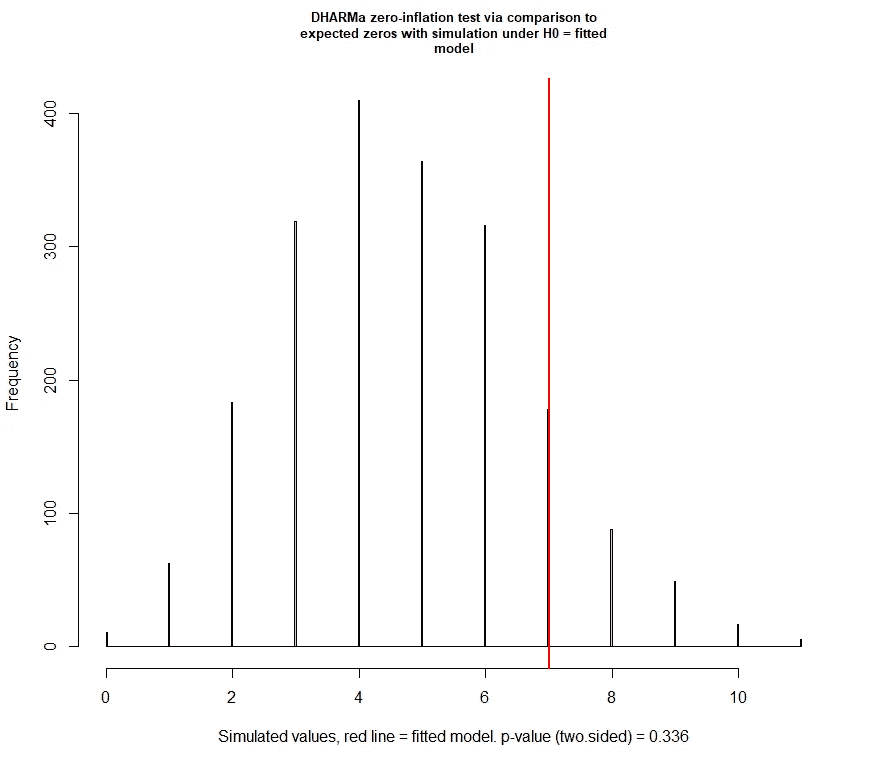 DHARMa zero-inflation test via comparison to
expected zeros with simulation under H0 = fitted
model
400
300
200
100
0
Frequency
0 2 4 6 8 10
Simulated values, red line = fitted model. p-value (two.sided) = 0.336